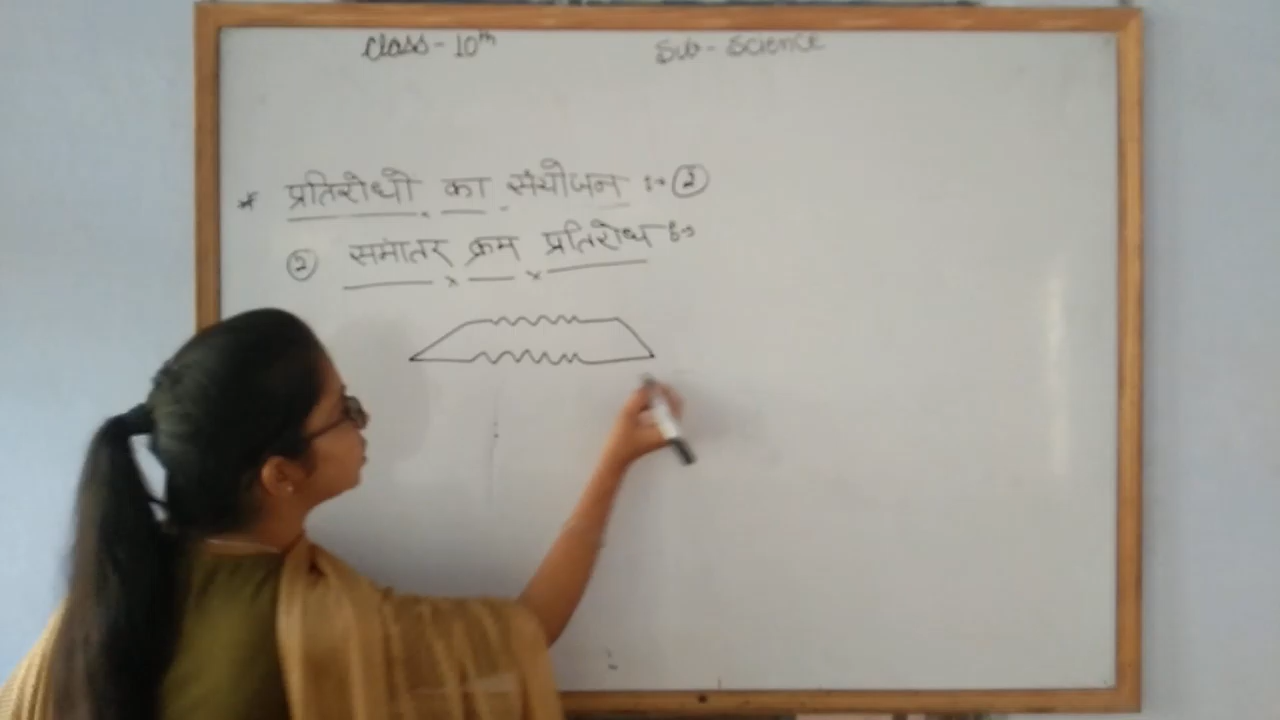 Class - 10th Sub - Science
* प्रतिरोधो का संयोजन :- ②
② समांतर क्रम प्रतिरोध :-